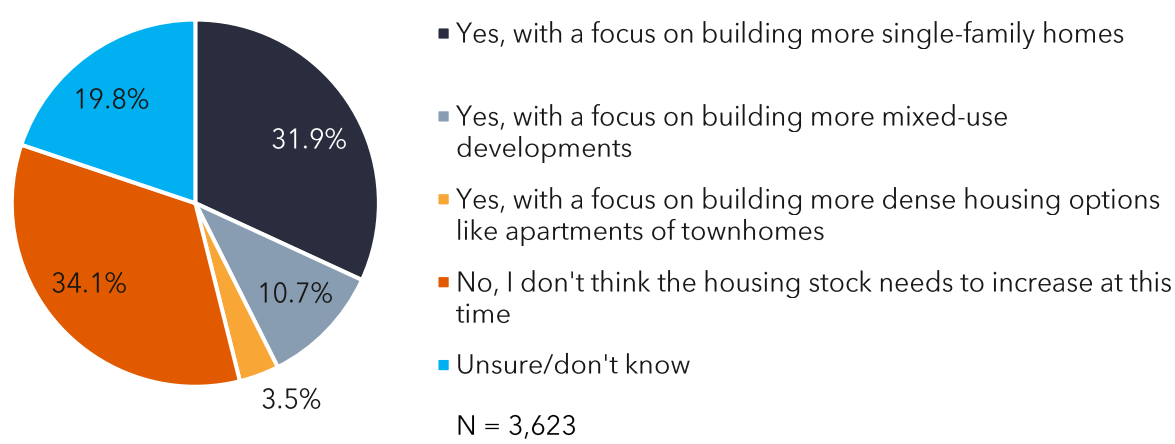 19.8%
31.9%
34.1%
10.7%
3.5%
Yes, with a focus on building more single-family homes
Yes, with a focus on building more mixed-use
developments
Yes, with a focus on building more dense housing options
like apartments of townhomes
No, I don't think the housing stock needs to increase at this
time
Unsure/don't know
N = 3,623